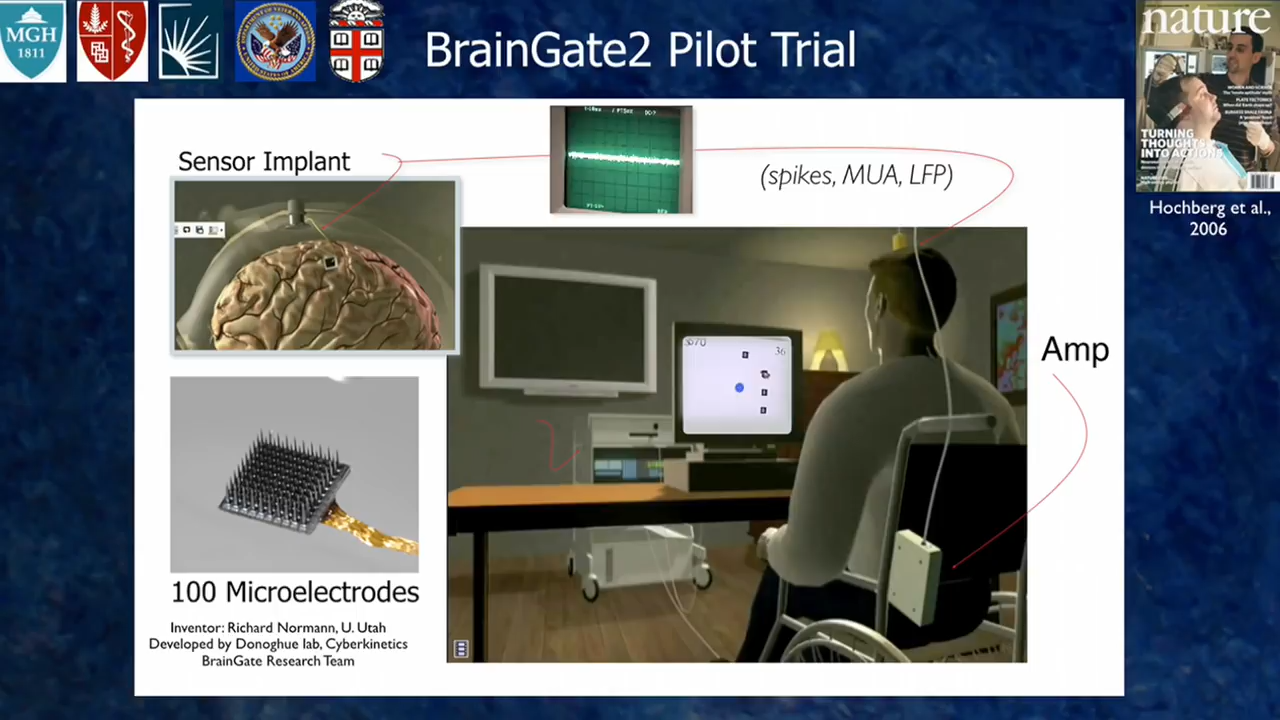 MGH
1811
BrainGate2 Pilot Trial
nature
TURNING
THOUGHTS
INTO ACTIONS
Hochberg et al.,
2006
Sensor Implant
(spikes, MUA, LFP)
36
Amp
100 Microelectrodes
Inventor: Richard Normann, U. Utah
Developed by Donoghue lab, Cyberkinetics
BrainGate Research Team